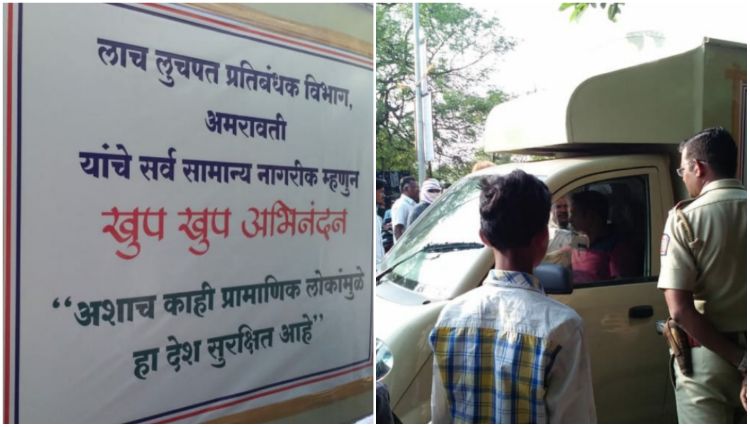 लाच लुचपत प्रतिबंधक विभाग,
अमरावती
यांचे सर्व सामान्य नागरीक म्हणुन
खुप खुप अभिनंदन
“अशाच काही प्रामाणिक लोकांमुळे
हा देश सुरक्षित आहे”